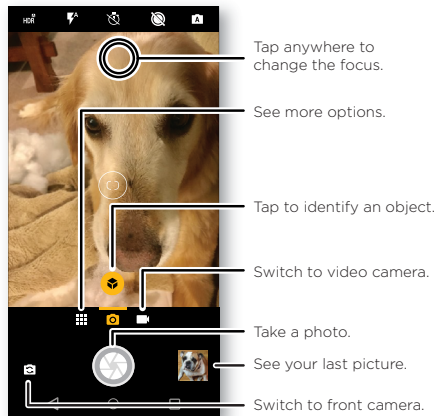 HDR
A
A
Tap anywhere to
change the focus.
See more options.
Tap to identify an object.
Switch to video camera.
Take a photo.
See your last picture.
Switch to front camera.